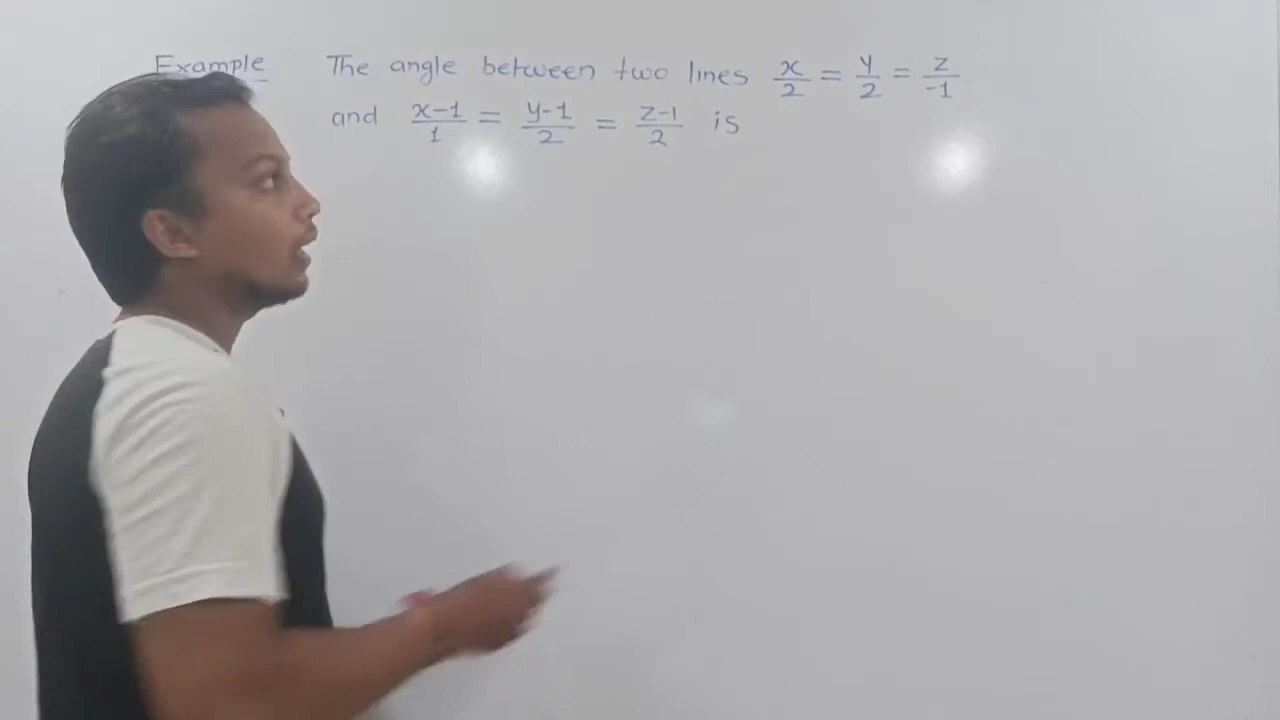 Example The angle between two lines x/2 = y/2 = z/-1
and x-1/1 = y-1/2 = z-1/2 is